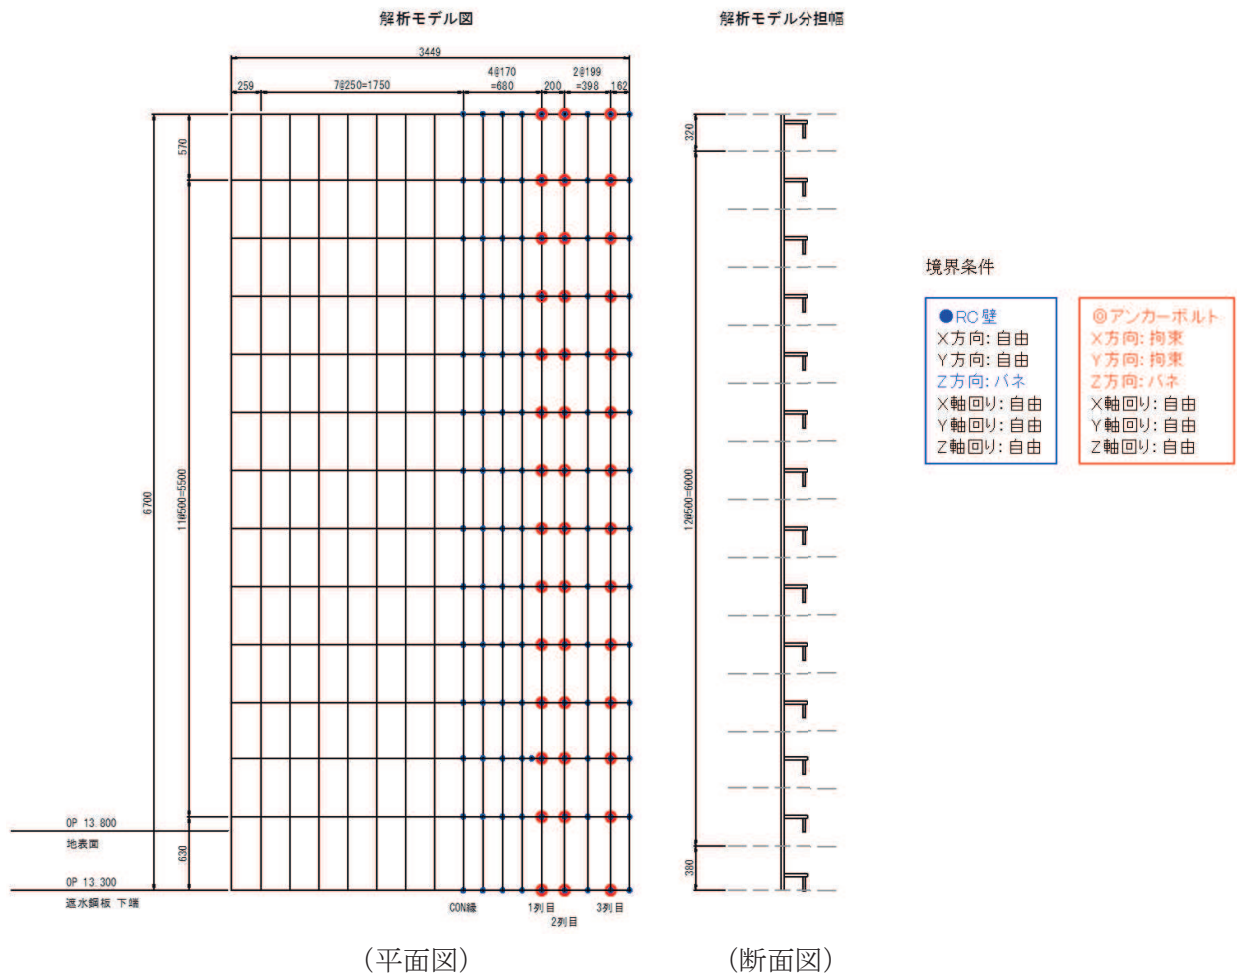 解析モデル図
解析モデル分担幅
3449
259
7@250=1750
4@170
=680
200
2@199
=398
162
570
6700
11@500=5500
630
320
12@500=6000
380
境界条件
●RC壁
X方向: 自由
Y方向: 自由
Z方向: バネ
X軸回り: 自由
Y軸回り: 自由
Z軸回り: 自由
◎アンカーボルト
X方向: 拘束
Y方向: 拘束
Z方向: バネ
X軸回り: 自由
Y軸回り: 自由
Z軸回り: 自由
OP 13.800
地表面
OP 13.300
遮水鋼板 下端
CON縁
1列目
2列目
3列目
(平面図)
(断面図)